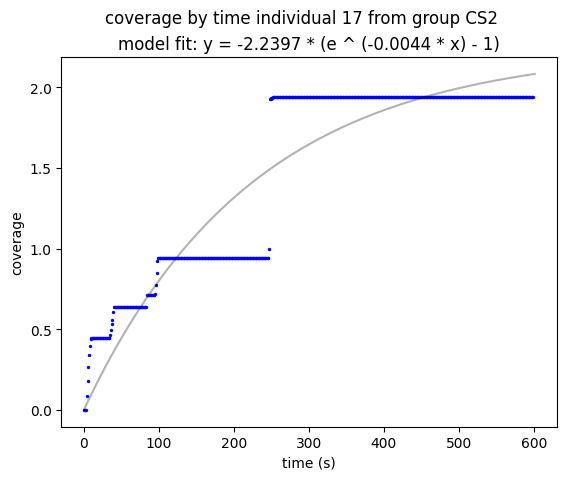 coverage by time individual 17 from group CS2
model fit: y = -2.2397 * (e ^ (-0.0044 * x) - 1)
2.0
1.5
1.0
0.5
0.0
coverage
0 100 200 300 400 500 600
time (s)